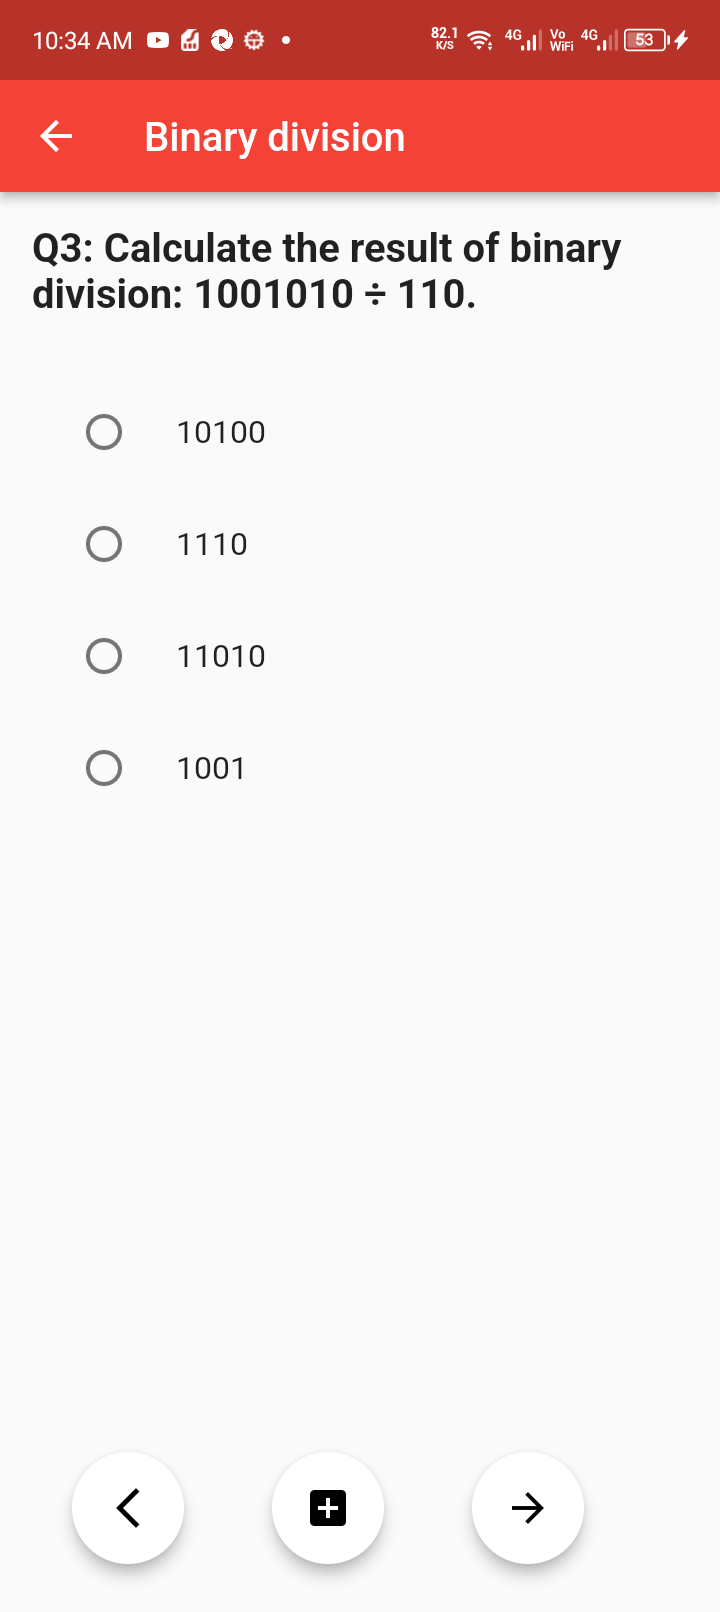 10:34 AM
82.1
K/S
4G
Vo
WiFi
4G
53
Binary division
Q3: Calculate the result of binary
division: 1001010 ÷ 110.
10100
1110
11010
1001